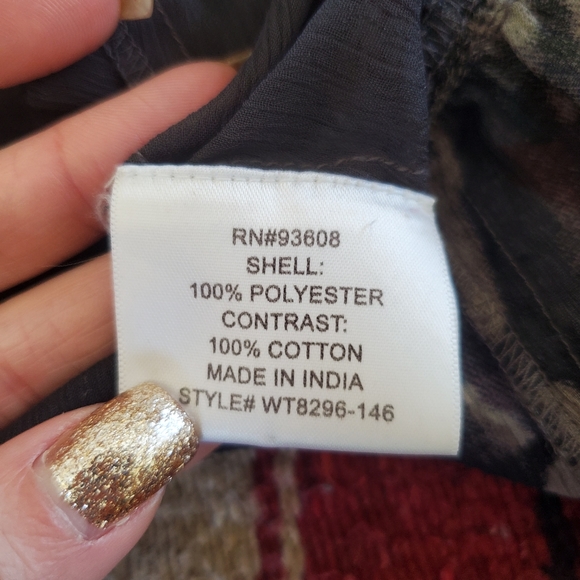 RN#93608
SHELL:
100% POLYESTER
CONTRAST:
100% COTTON
MADE IN INDIA
STYLE# WT8296-146